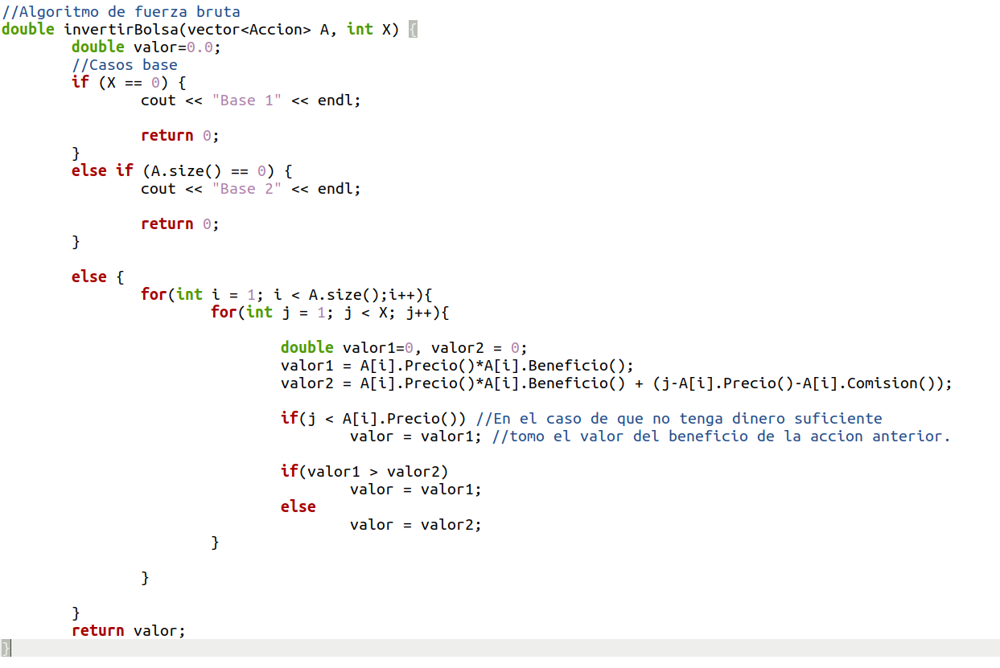 //Algoritmo de fuerza bruta
double invertirBolsa(vector<Accion> A, int X) {
        double valor=0.0;
        //Casos base
        if (X == 0) {
                cout << "Base 1" << endl;

                return 0;
        }
        else if (A.size() == 0) {
                cout << "Base 2" << endl;

                return 0;
        }

        else {
                for(int i = 1; i < A.size();i++){
                        for(int j = 1; j < X; j++){

                                double valor1=0, valor2 = 0;
                                valor1 = A[i].Precio()*A[i].Beneficio();
                                valor2 = A[i].Precio()*A[i].Beneficio() + (j-A[i].Precio()-A[i].Comision());

                                if(j < A[i].Precio()) //En el caso de que no tenga dinero suficiente
                                        valor = valor1; //tomo el valor del beneficio de la accion anterior.

                                if(valor1 > valor2)
                                        valor = valor1;
                                else
                                        valor = valor2;
                        }

                }

        }
        return valor;
}